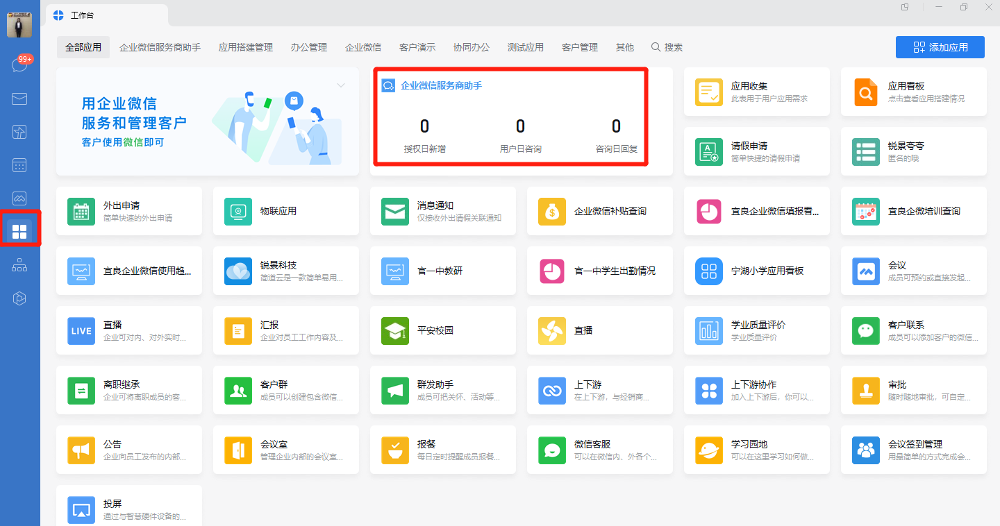 工作台
99+
全部应用
企业微信服务商助手
应用搭建管理
办公管理
企业微信
客户演示
协同办公
测试应用
客户管理
其他
搜索
添加应用
用企业微信
服务和管理客户
客户使用微信即可
企业微信服务商助手
0
0
0
授权日新增
用户日咨询
咨询日回复
应用收集
此表用于用户应用需求
应用看板
点击查看应用搭建情况
请假申请
简单快捷的请假申请
锐景夸夸
匿名的哦
外出申请
简单快速的外出申请
物联应用
消息通知
仅接收外出请假关联通知
企业微信补贴查询
宜良企业微信填报看...
宜良企微培训查询
宜良企业微信使用趋...
锐景科技
简道云是一款简单易用...
官一中教研
官一中学生出勤情况
宁湖小学应用看板
会议
成员可预约或直接发起...
LIVE
直播
企业可对内、对外实时...
汇报
企业对员工工作内容及...
平安校园
直播
学业质量评价
学业质量评价
客户联系
成员可以添加客户的微信...
离职继承
企业可将离职成员的客...
客户群
成员可以创建包含微信...
群发助手
成员可把关怀、活动等...
上下游
在上下游，与经销商...
上下游协作
加入上下游后，你可以...
审批
随时随地审批，可自定...
公告
企业向员工发布的内部...
会议室
管理企业内部的会议室...
报餐
每日定时提醒成员报餐...
微信客服
可以在微信内、外各个...
学习园地
可以在这里学习如何做...
会议签到管理
用最简单的方式完成会...
投屏
通过与智慧硬件设备的...